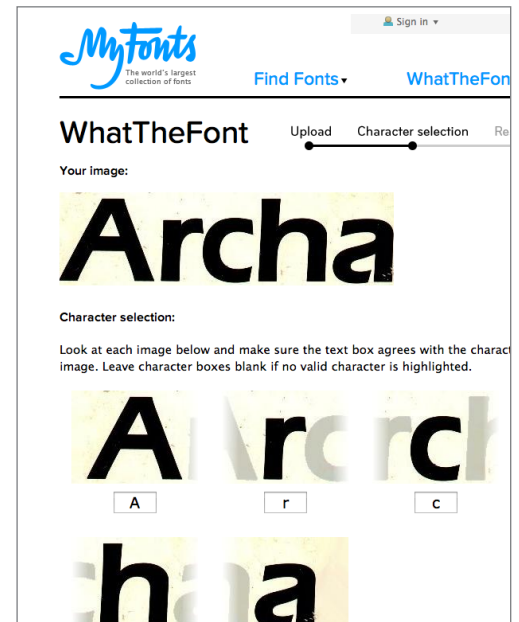 Sign in ▾
MyFonts
The world's largest
collection of fonts
Find Fonts ▾ WhatTheFon
WhatTheFont
Upload Character selection Re
Your image:
Archa
Character selection:
Look at each image below and make sure the text box agrees with the charact
image. Leave character boxes blank if no valid character is highlighted.
A r c
A r c
h a